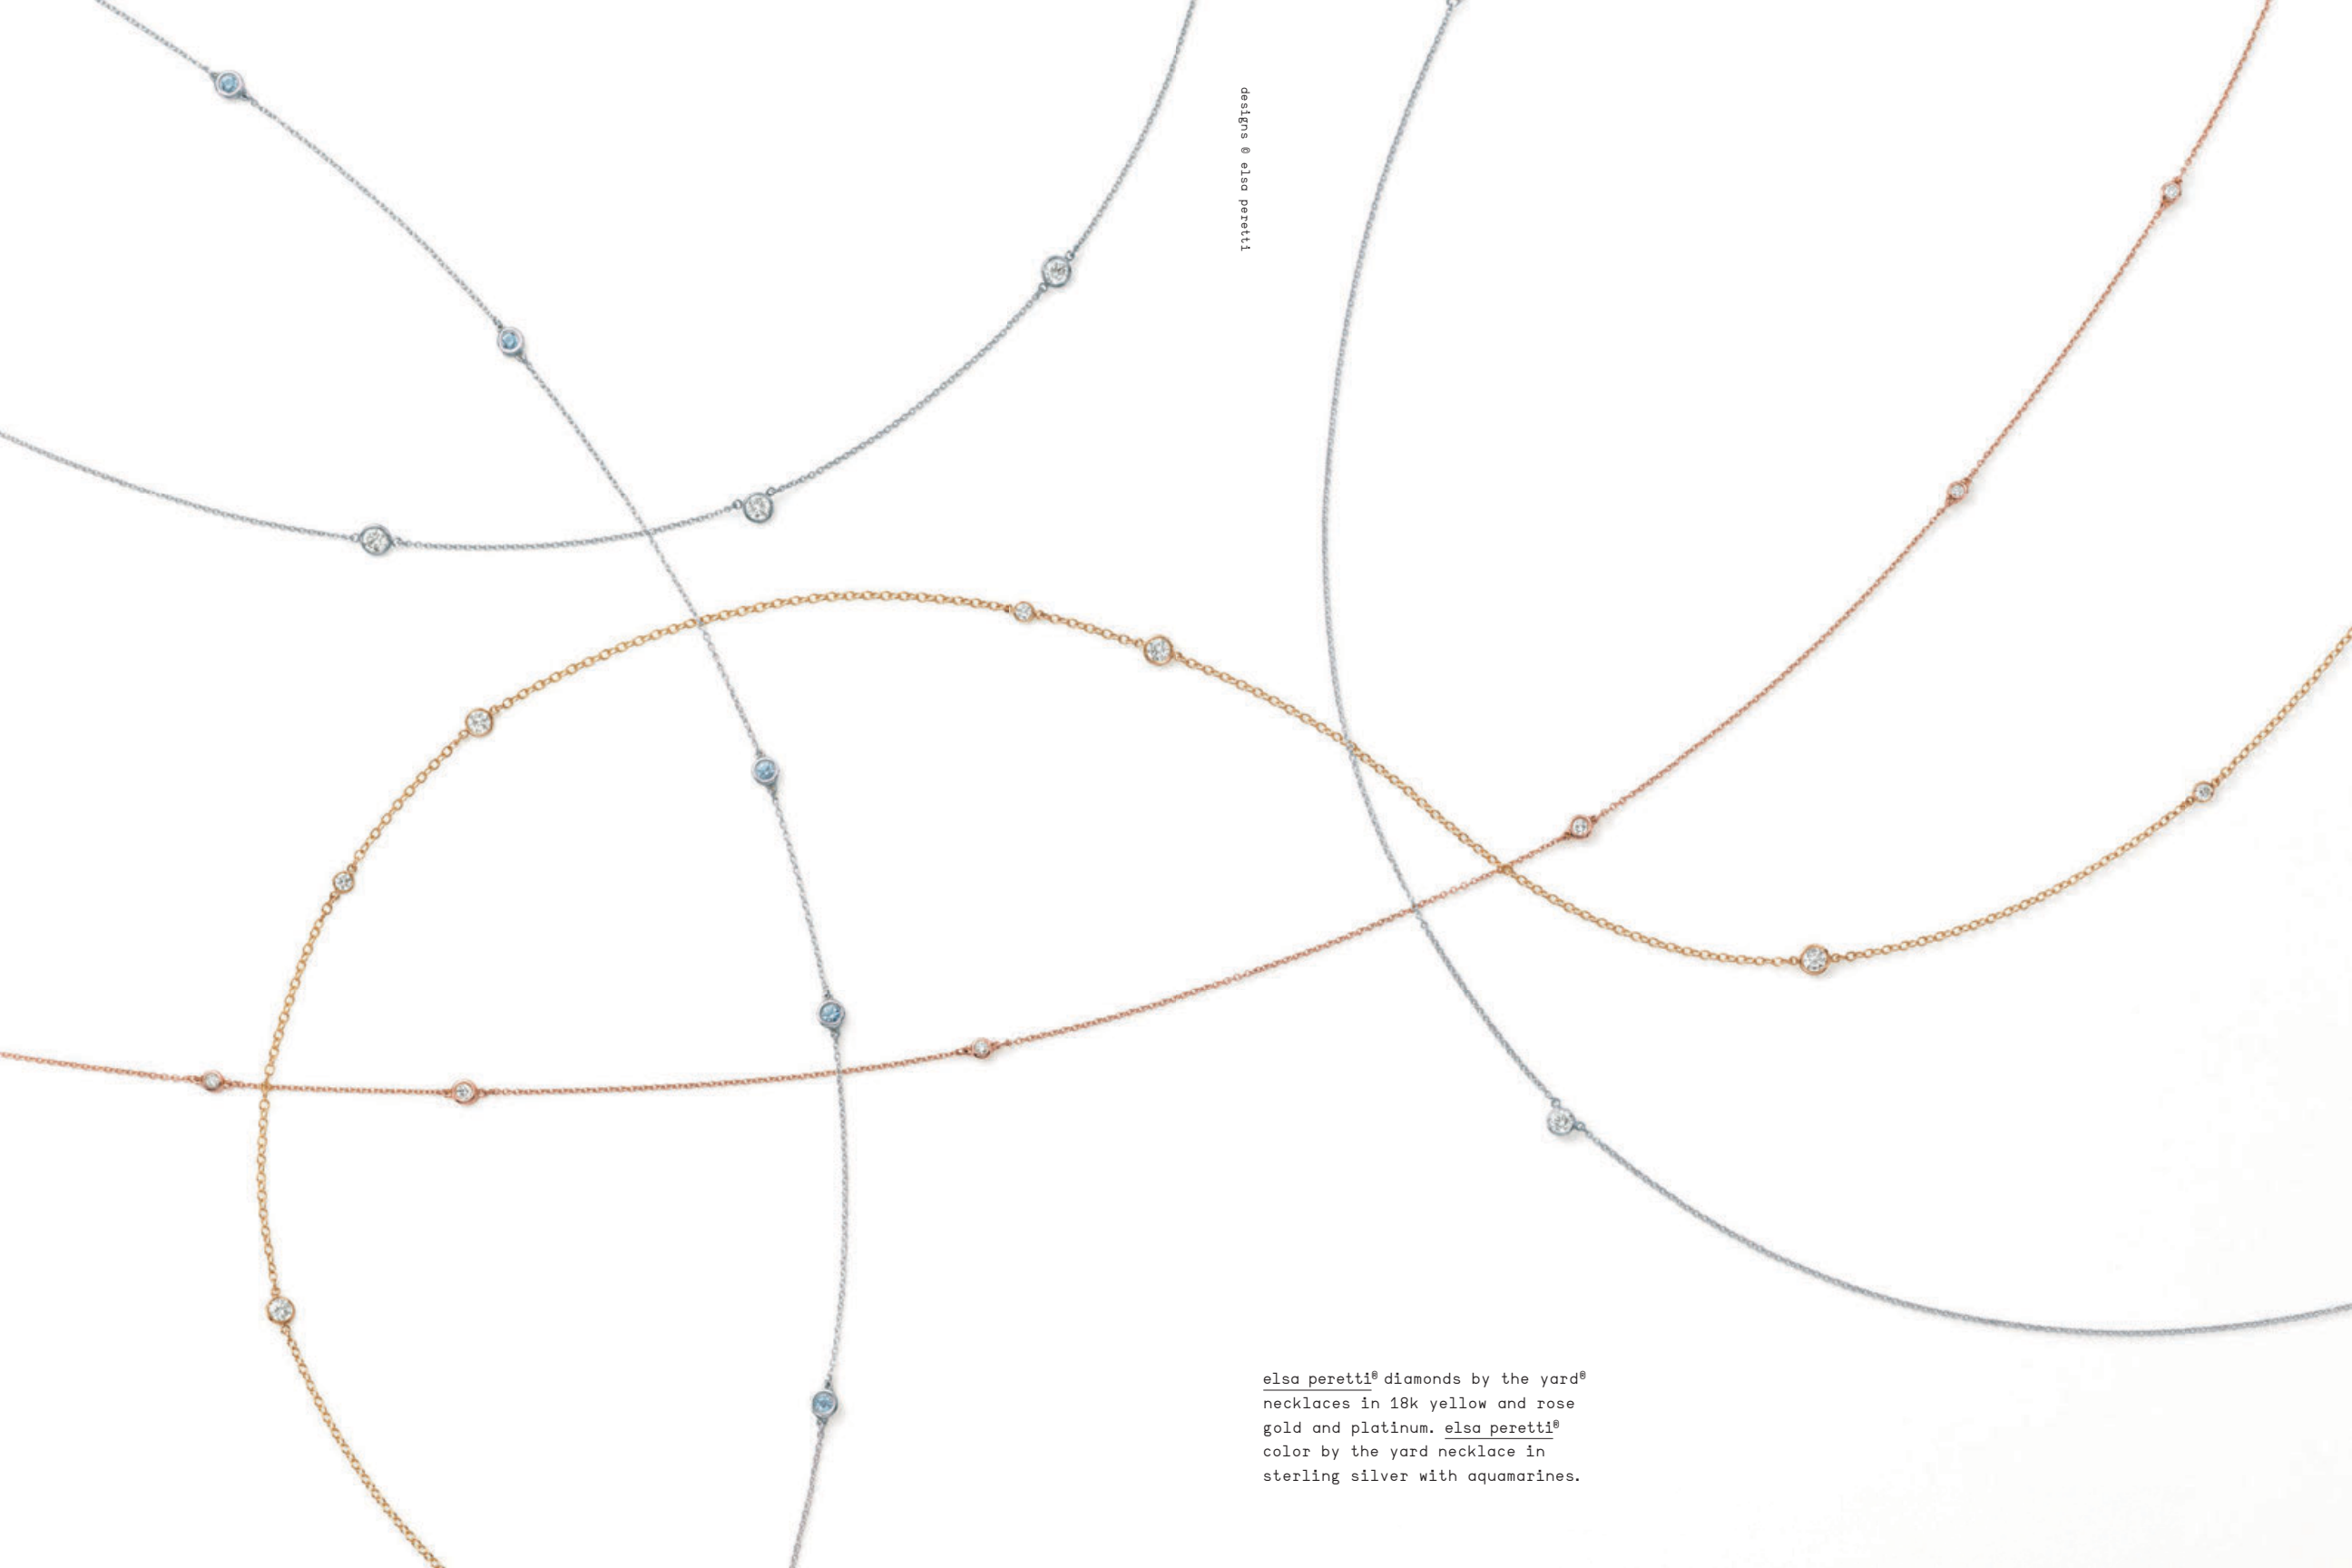 designs © elsa peretti
elsa peretti® diamonds by the yard®
necklaces in 18k yellow and rose
gold and platinum. elsa peretti®
color by the yard necklace in
sterling silver with aquamarines.